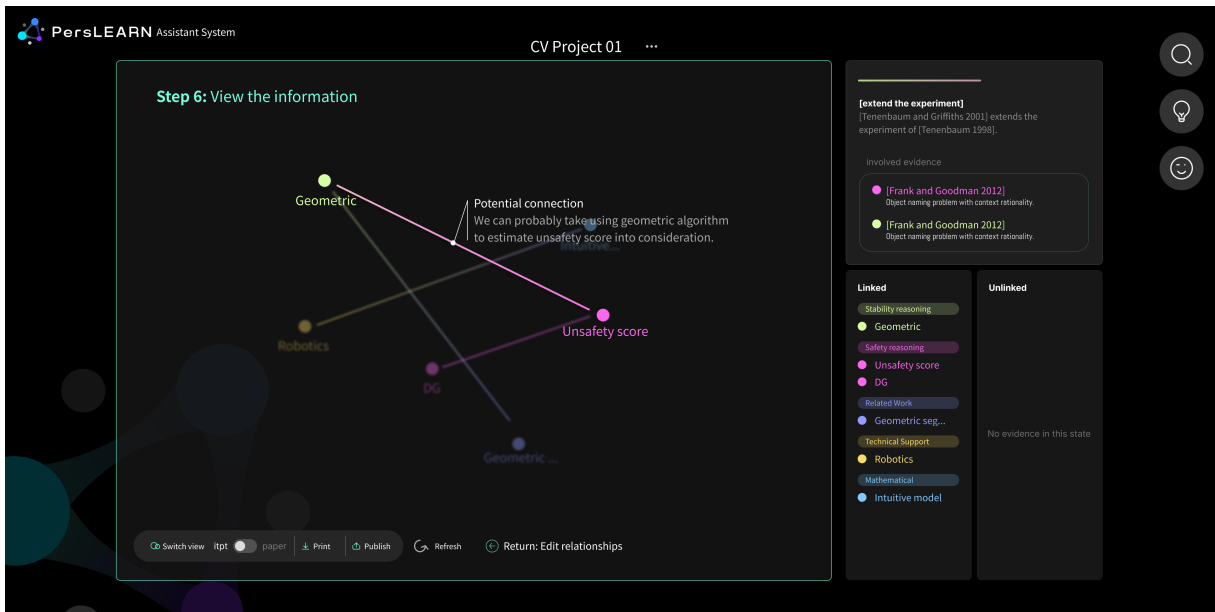 PersLEARN Assistant System
CV Project 01 ...
Step 6: View the information
Geometric
Potential connection
We can probably take using geometric algorithm
to estimate unsafety score into consideration.
Intuitive...
Unsafety score
Robotics
DG
Geometric ...
Switch view itpt paper Print Publish Refresh Return: Edit relationships
[extend the experiment]
[Tenenbaum and Griffiths 2001] extends the
experiment of [Tenenbaum 1998].
involved evidence
[Frank and Goodman 2012]
Object naming problem with context rationality.
[Frank and Goodman 2012]
Object naming problem with context rationality.
Linked
Stability reasoning
Geometric
Safety reasoning
Unsafety score
DG
Related Work
Geometric seg...
Technical Support
Robotics
Mathematical
Intuitive model
Unlinked
No evidence in this state